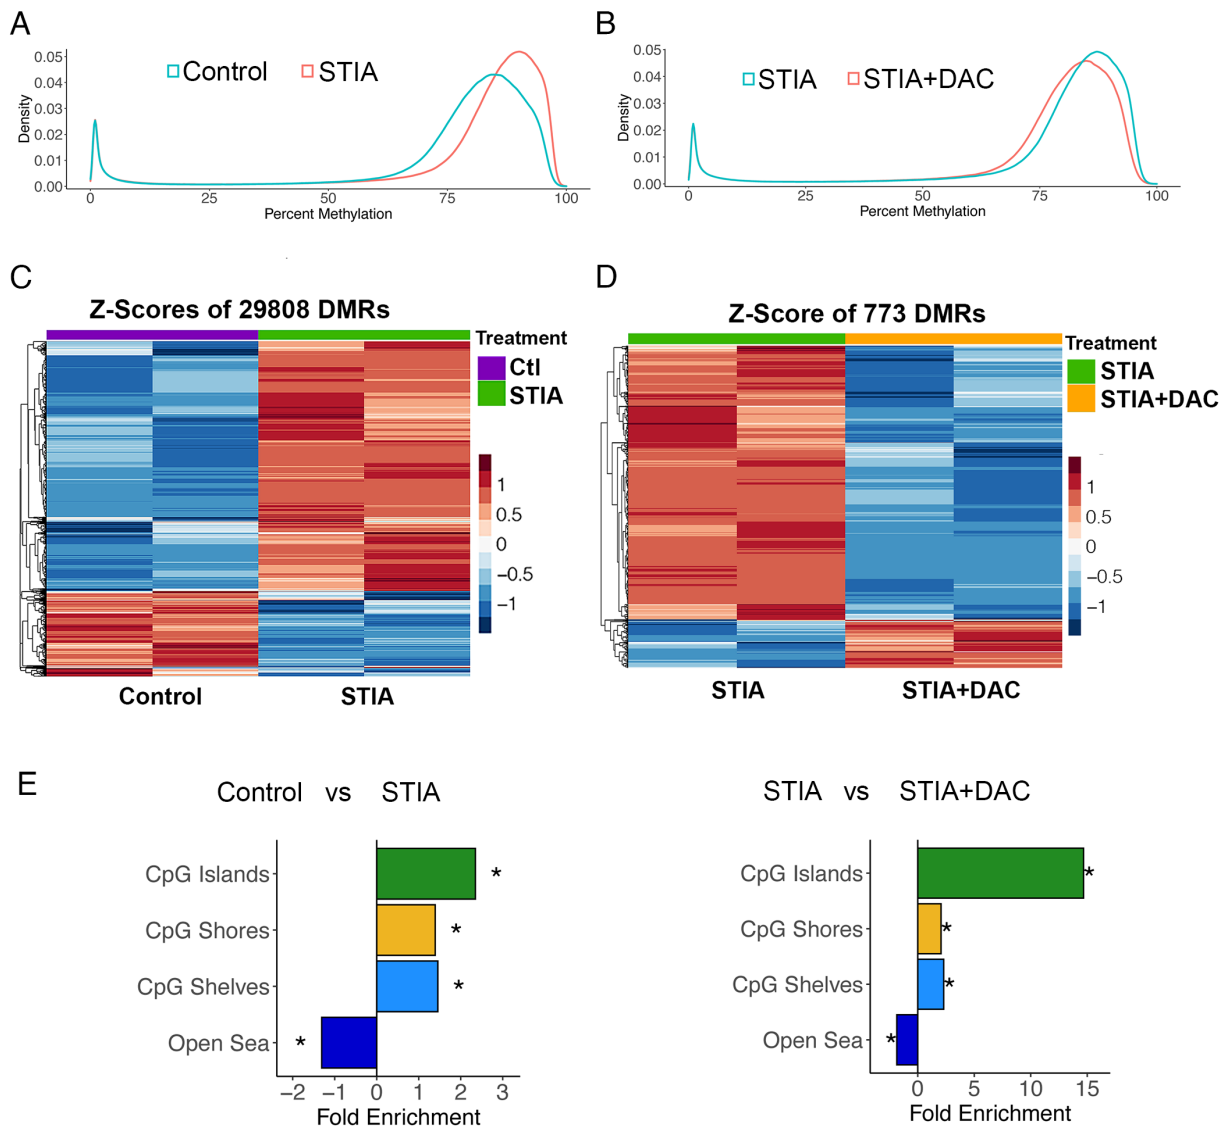 A
Control STIA
Density
0.05
0.04
0.03
0.02
0.01
0.00
0 25 50 75 100
Percent Methylation
B
STIA STIA+DAC
Density
0.05
0.04
0.03
0.02
0.01
0.00
0 25 50 75 100
Percent Methylation
C
Z-Scores of 29808 DMRs
Treatment
Ctl
STIA
1
0.5
0
−0.5
−1
Control STIA
D
Z-Score of 773 DMRs
Treatment
STIA
STIA+DAC
1
0.5
0
−0.5
−1
STIA STIA+DAC
E
Control vs STIA
CpG Islands *
CpG Shores *
CpG Shelves *
Open Sea *
−2 −1 0 1 2 3
Fold Enrichment
STIA vs STIA+DAC
CpG Islands *
CpG Shores *
CpG Shelves *
Open Sea *
0 5 10 15
Fold Enrichment